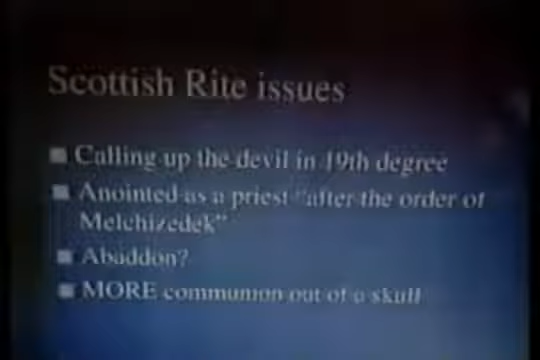 Scottish Rite issues
Calling up the devil in 19th degree
Anointed as a priest "after the order of
Melchizedek"
Abaddon?
MORE communion out of a skull